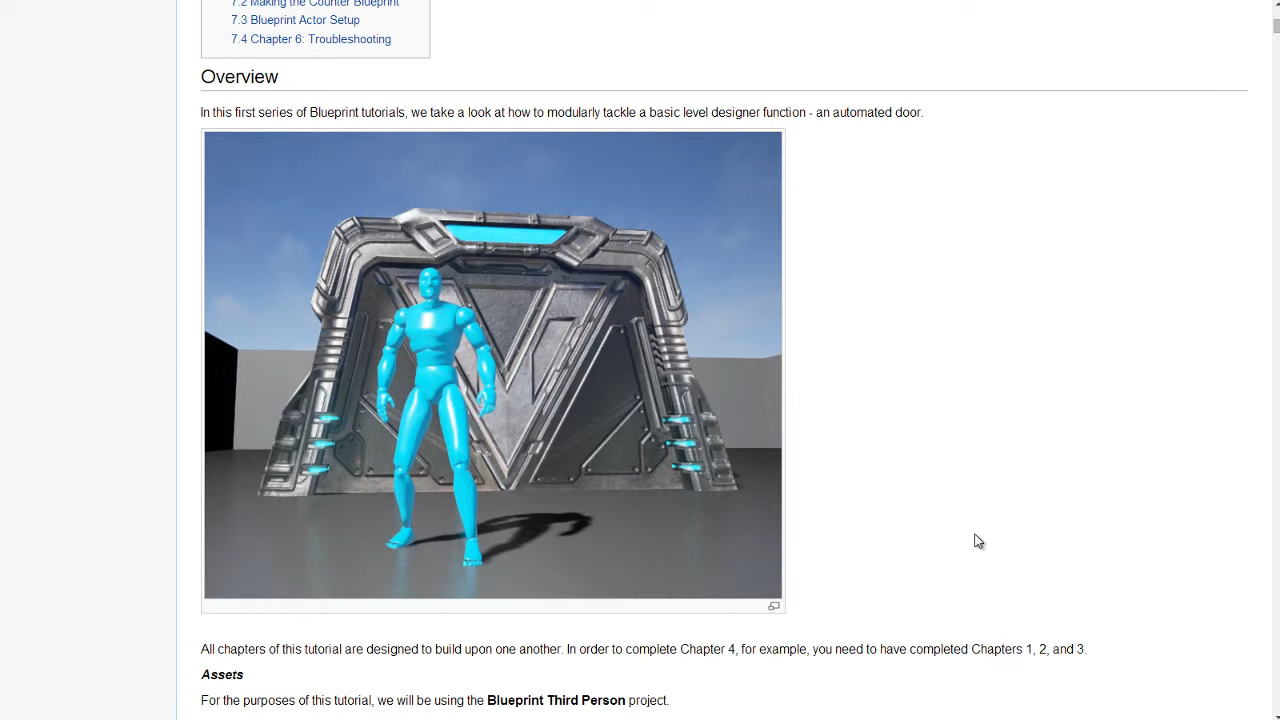 7.2 Making the Counter Blueprint
7.3 Blueprint Actor Setup
7.4 Chapter 6: Troubleshooting
Overview
In this first series of Blueprint tutorials, we take a look at how to modularly tackle a basic level designer function - an automated door.
All chapters of this tutorial are designed to build upon one another. In order to complete Chapter 4, for example, you need to have completed Chapters 1, 2, and 3.
Assets
For the purposes of this tutorial, we will be using the Blueprint Third Person project.